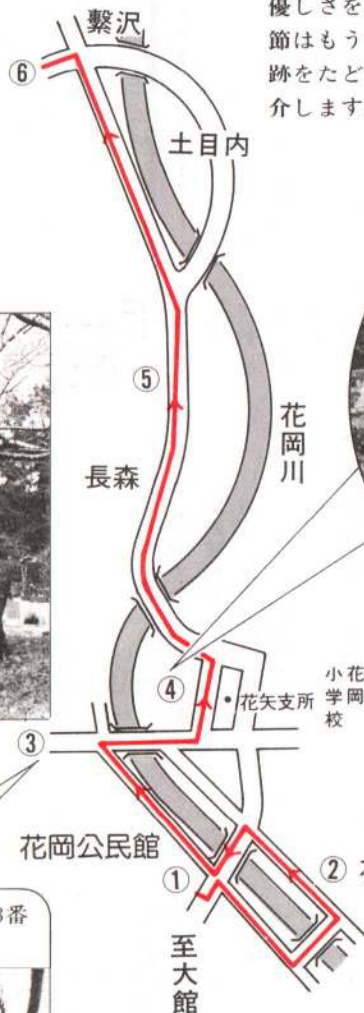 優しさを
節はもう
跡をたど
介します
繋沢
⑥
土目内
⑤
花岡川
長森
④
花矢支所
花岡小学校
③
花岡公民館
①
②
至大館
番